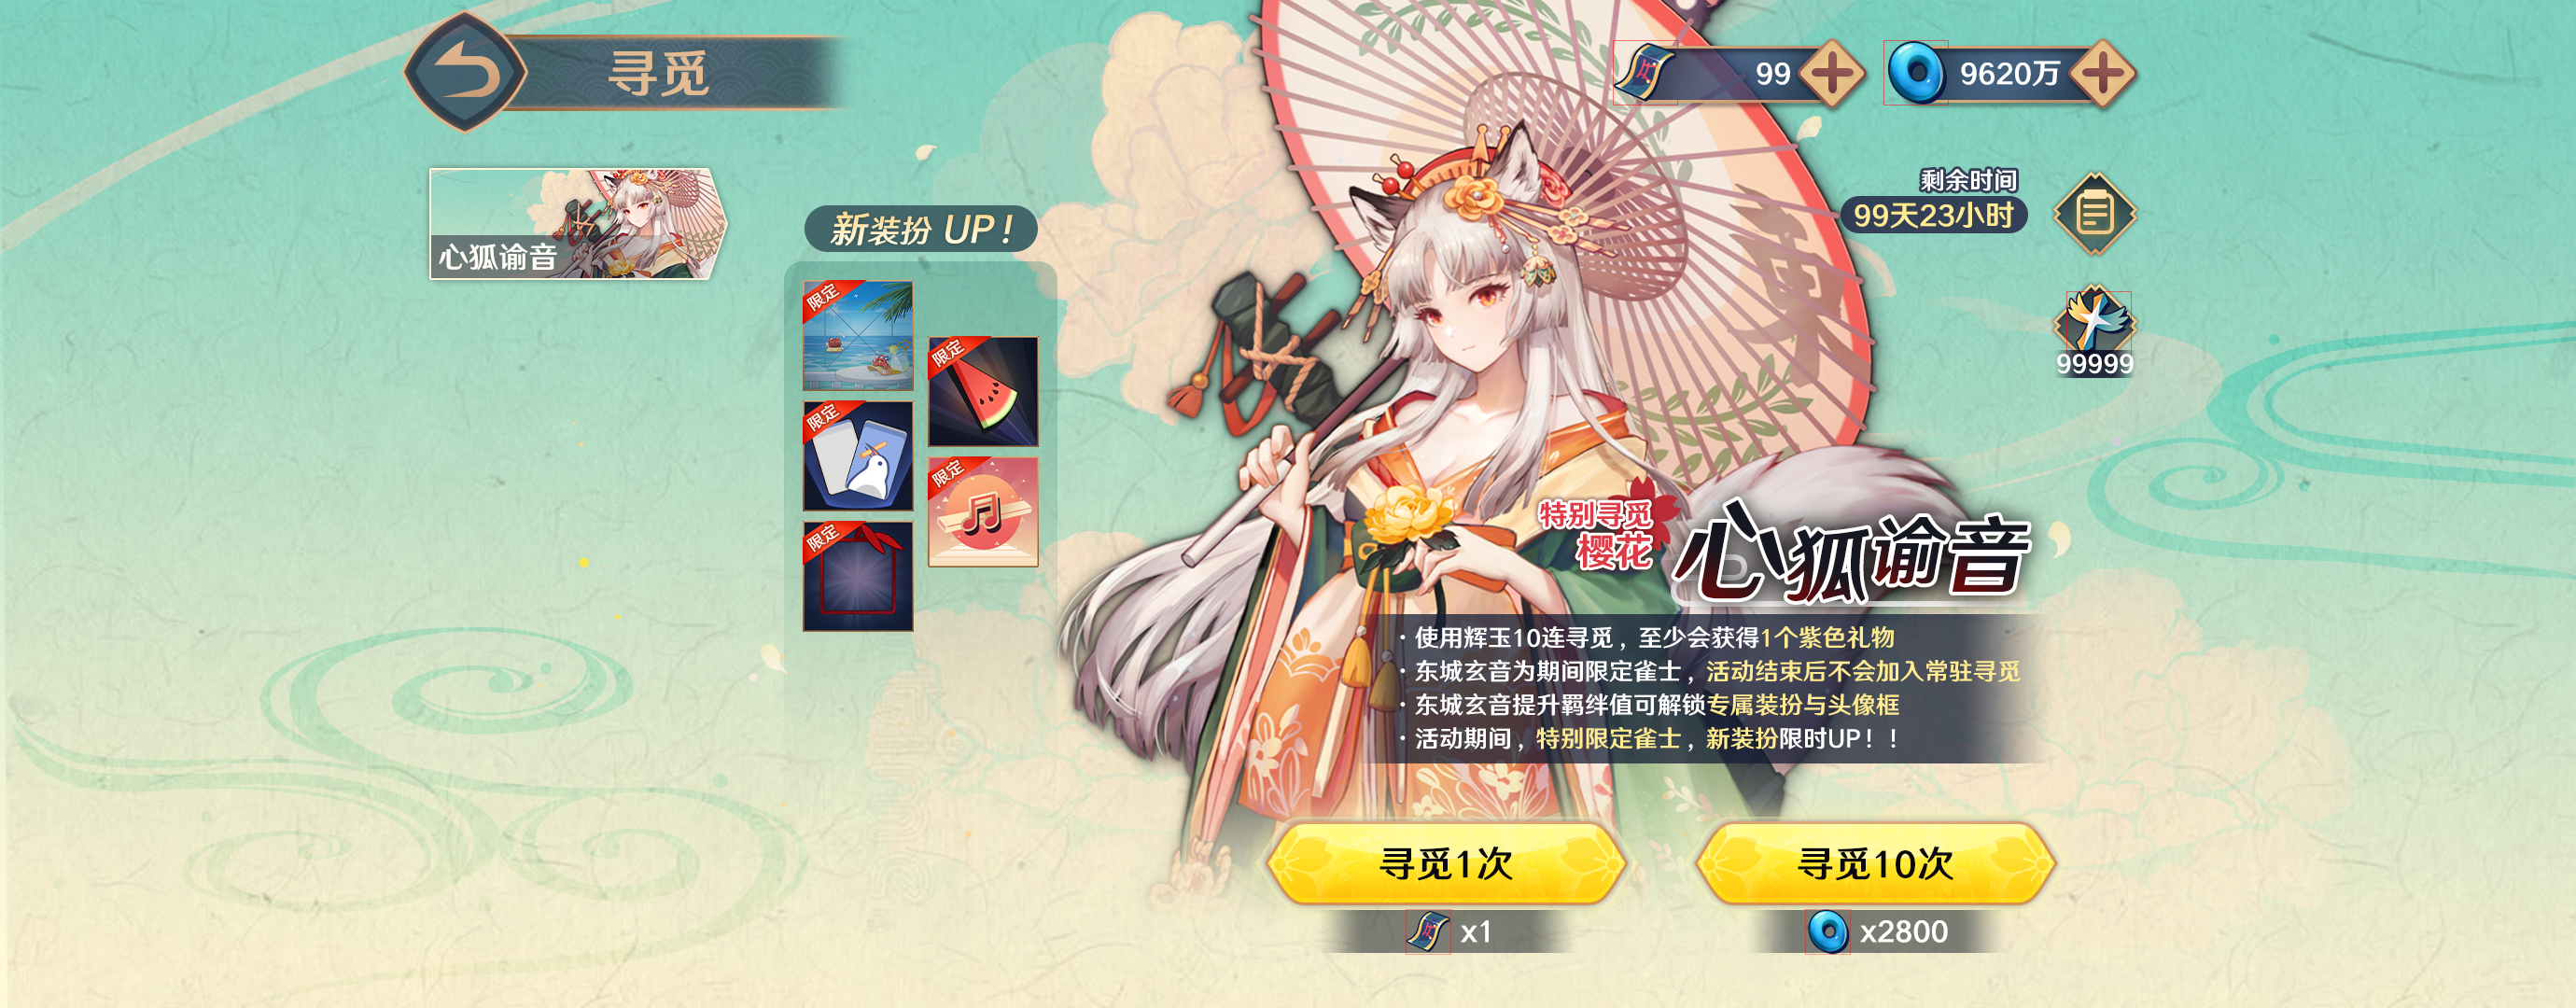 寻觅
99
9620万
剩余时间
99天23小时
99999
心狐谕音
新装扮 UP！
限定
限定
限定
限定
限定
特别寻觅
樱花
心狐谕音
· 使用辉玉10连寻觅，至少会获得1个紫色礼物
· 东城玄音为期间限定雀士，活动结束后不会加入常驻寻觅
· 东城玄音提升羁绊值可解锁专属装扮与头像框
· 活动期间，特别限定雀士，新装扮限时UP！！
寻觅1次
寻觅10次
x1
x2800